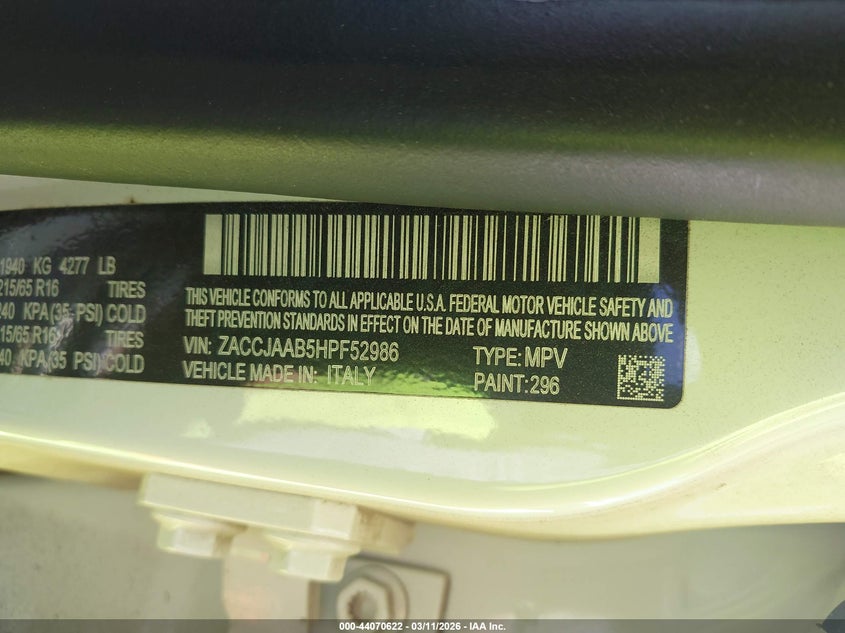 1940 KG 4277 LB
215/65 R16 TIRES
240 KPA(35 PSI) COLD
215/65 R16 TIRES
240 KPA(35 PSI) COLD
THIS VEHICLE CONFORMS TO ALL APPLICABLE U.S.A. FEDERAL MOTOR VEHICLE SAFETY AND
THEFT PREVENTION STANDARDS IN EFFECT ON THE DATE OF MANUFACTURE SHOWN ABOVE
VIN: ZACCJAAB5HPF52986 TYPE: MPV
VEHICLE MADE IN: ITALY PAINT: 296
000-44070622 - 03/11/2026 - IAA Inc.